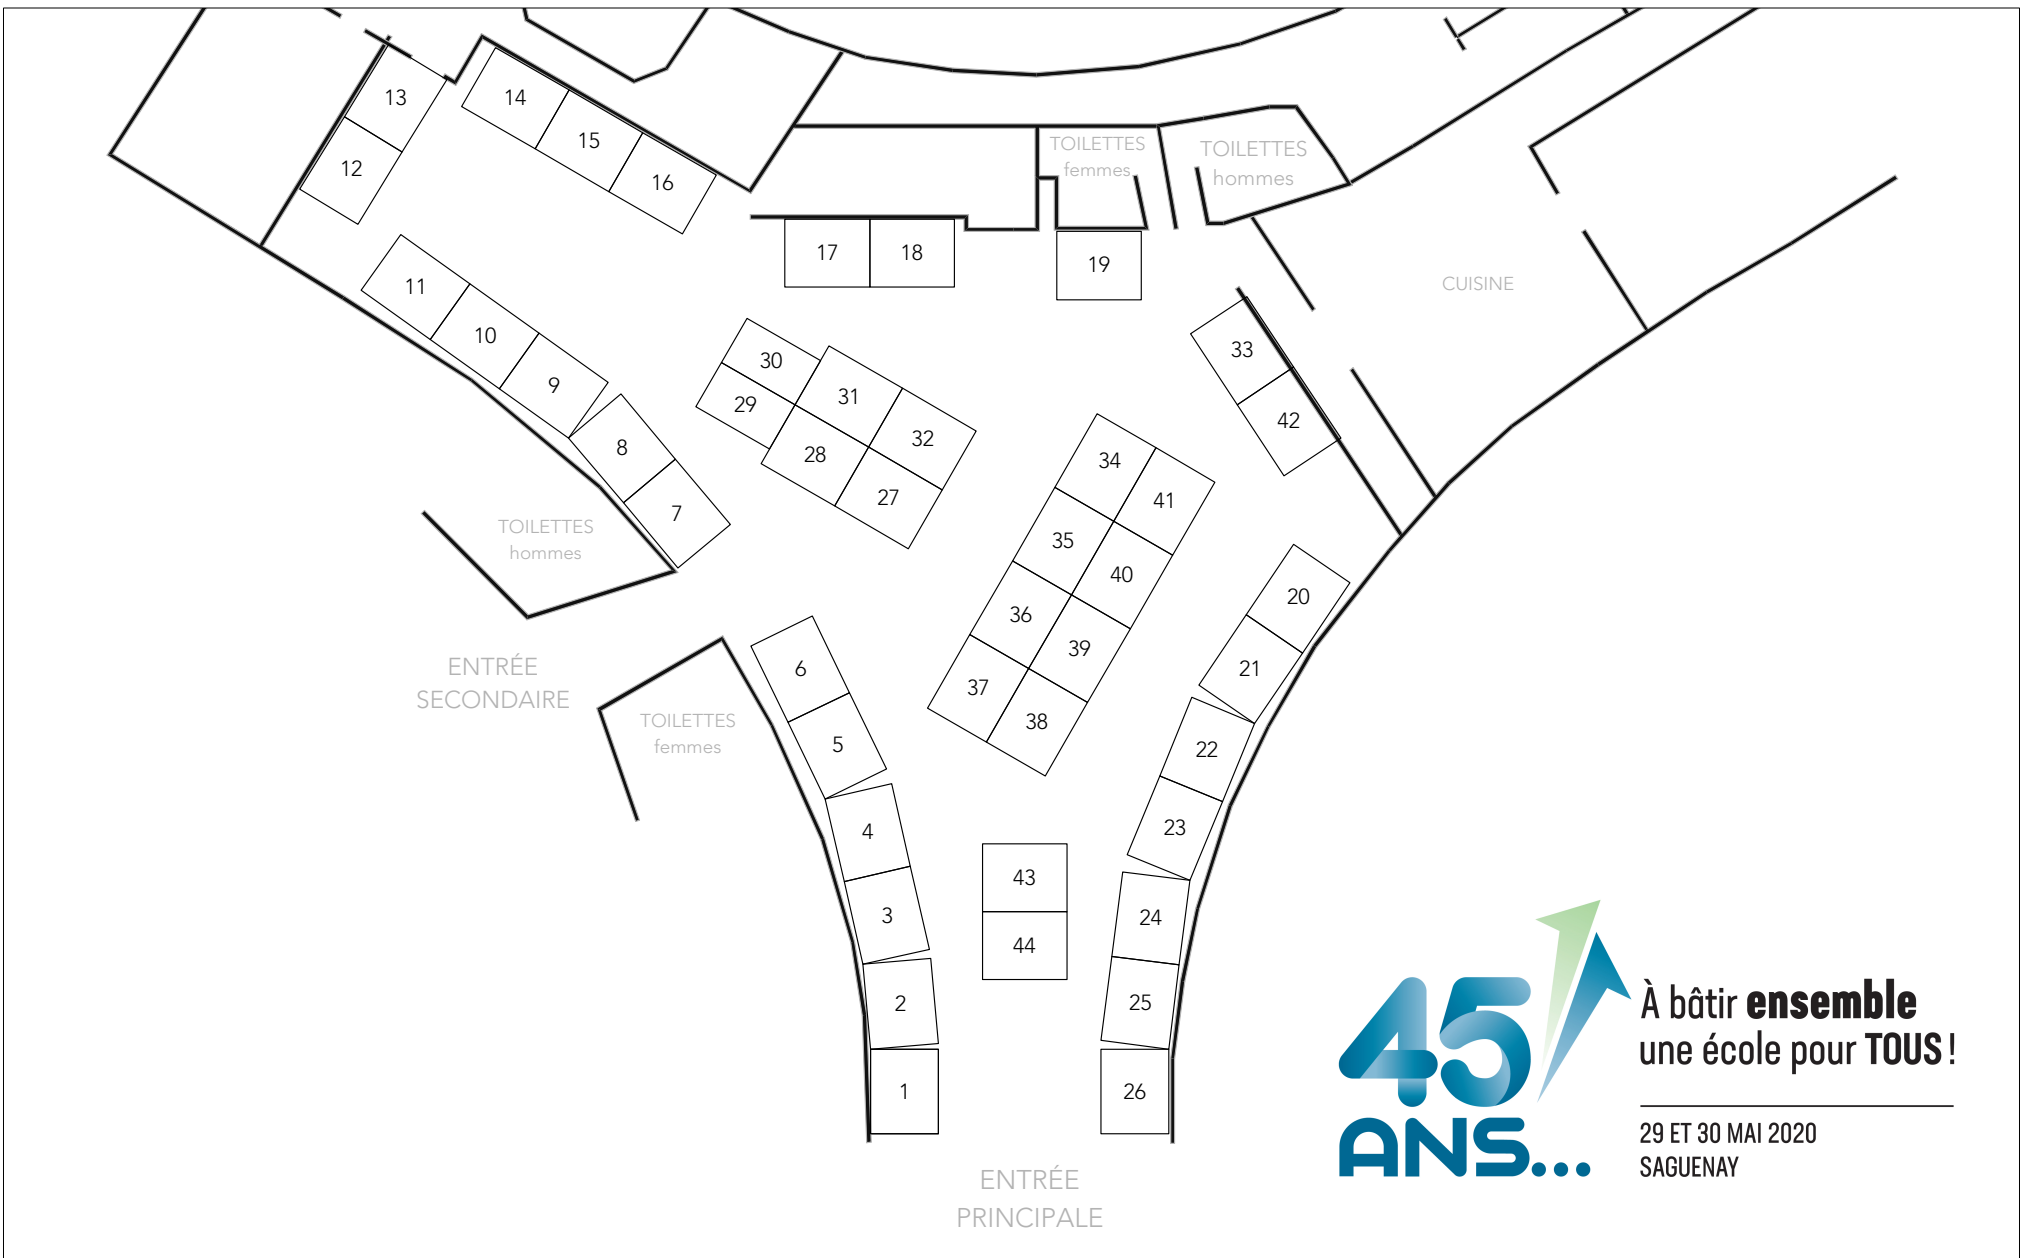 13
14
15
12
16
TOILETTES
femmes
TOILETTES
hommes
17
18
19
CUISINE
11
10
9
8
7
30
29
31
32
28
27
33
42
34
41
35
40
36
39
37
38
TOILETTES
hommes
ENTRÉE
SECONDAIRE
TOILETTES
femmes
6
5
4
3
2
1
43
44
20
21
22
23
24
25
26
ENTRÉE
PRINCIPALE
45
ANS...
À bâtir ensemble
une école pour TOUS !
29 ET 30 MAI 2020
SAGUENAY